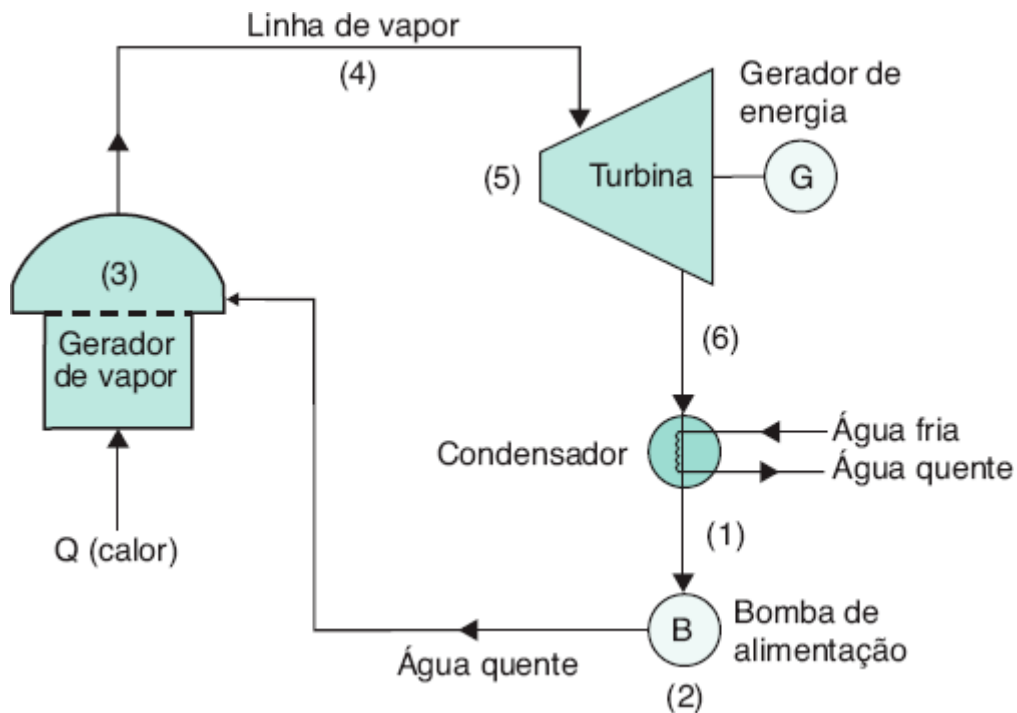 Linha de vapor
(4)
Gerador de
energia
(5)
Turbina
G
(3)
Gerador
de vapor
(6)
Condensador
Água fria
Água quente
Q (calor)
(1)
B
Bomba de
alimentação
Água quente
(2)